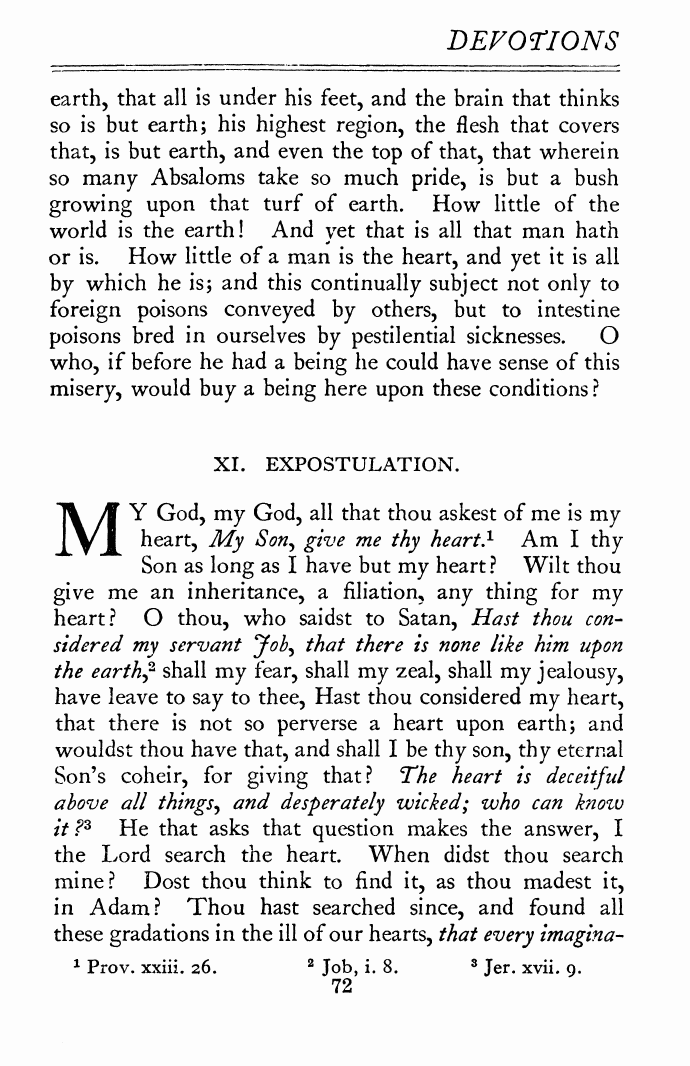 DEVOTIONS
earth, that all is under his feet, and the brain that thinks
so is but earth; his highest region, the flesh that covers
that, is but earth, and even the top of that, that wherein
so many Absaloms take so much pride, is but a bush
growing upon that turf of earth. How little of the
world is the earth! And yet that is all that man hath
or is. How little of a man is the heart, and yet it is all
by which he is; and this continually subject not only to
foreign poisons conveyed by others, but to intestine
poisons bred in ourselves by pestilential sicknesses. O
who, if before he had a being he could have sense of this
misery, would buy a being here upon these conditions?
XI. EXPOSTULATION.
MY God, my God, all that thou askest of me is my
heart, My Son, give me thy heart.¹ Am I thy
Son as long as I have but my heart? Wilt thou
give me an inheritance, a filiation, any thing for my
heart? O thou, who saidst to Satan, Hast thou con-
sidered my servant Job, that there is none like him upon
the earth,² shall my fear, shall my zeal, shall my jealousy,
have leave to say to thee, Hast thou considered my heart,
that there is not so perverse a heart upon earth; and
wouldst thou have that, and shall I be thy son, thy eternal
Son's coheir, for giving that? The heart is deceitful
above all things, and desperately wicked; who can know
it?³ He that asks that question makes the answer, I
the Lord search the heart. When didst thou search
mine? Dost thou think to find it, as thou madest it,
in Adam? Thou hast searched since, and found all
these gradations in the ill of our hearts, that every imagina-
¹ Prov. xxiii. 26. ² Job, i. 8. ³ Jer. xvii. 9.
72